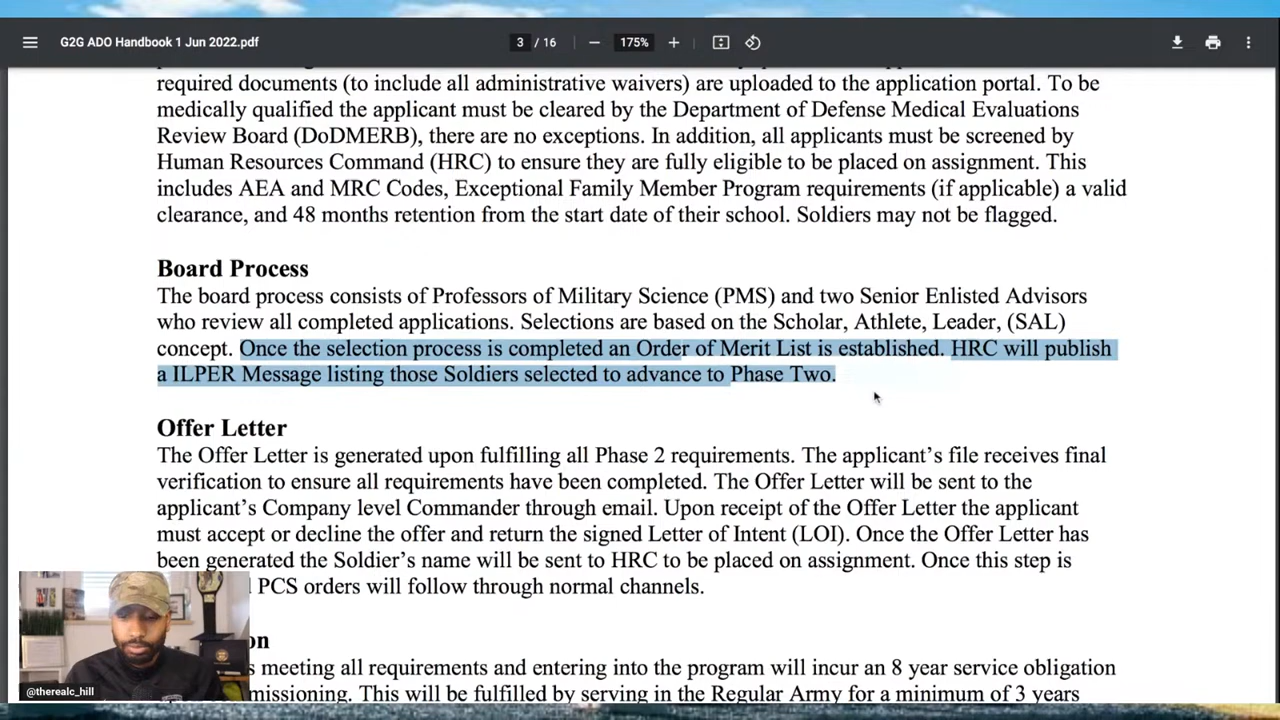 G2G ADO Handbook 1 Jun 2022.pdf
3 / 16
175%
required documents (to include all administrative waivers) are uploaded to the application portal. To be
medically qualified the applicant must be cleared by the Department of Defense Medical Evaluations
Review Board (DoDMERB), there are no exceptions. In addition, all applicants must be screened by
Human Resources Command (HRC) to ensure they are fully eligible to be placed on assignment. This
includes AEA and MRC Codes, Exceptional Family Member Program requirements (if applicable) a valid
clearance, and 48 months retention from the start date of their school. Soldiers may not be flagged.
Board Process
The board process consists of Professors of Military Science (PMS) and two Senior Enlisted Advisors
who review all completed applications. Selections are based on the Scholar, Athlete, Leader, (SAL)
concept. Once the selection process is completed an Order of Merit List is established. HRC will publish
a ILPER Message listing those Soldiers selected to advance to Phase Two.
Offer Letter
The Offer Letter is generated upon fulfilling all Phase 2 requirements. The applicant’s file receives final
verification to ensure all requirements have been completed. The Offer Letter will be sent to the
applicant’s Company level Commander through email. Upon receipt of the Offer Letter the applicant
must accept or decline the offer and return the signed Letter of Intent (LOI). Once the Offer Letter has
been generated the Soldier’s name will be sent to HRC to be placed on assignment. Once this step is
PCS orders will follow through normal channels.
on
s meeting all requirements and entering into the program will incur an 8 year service obligation
missioning. This will be fulfilled by serving in the Regular Army for a minimum of 3 years
@therealc_hill